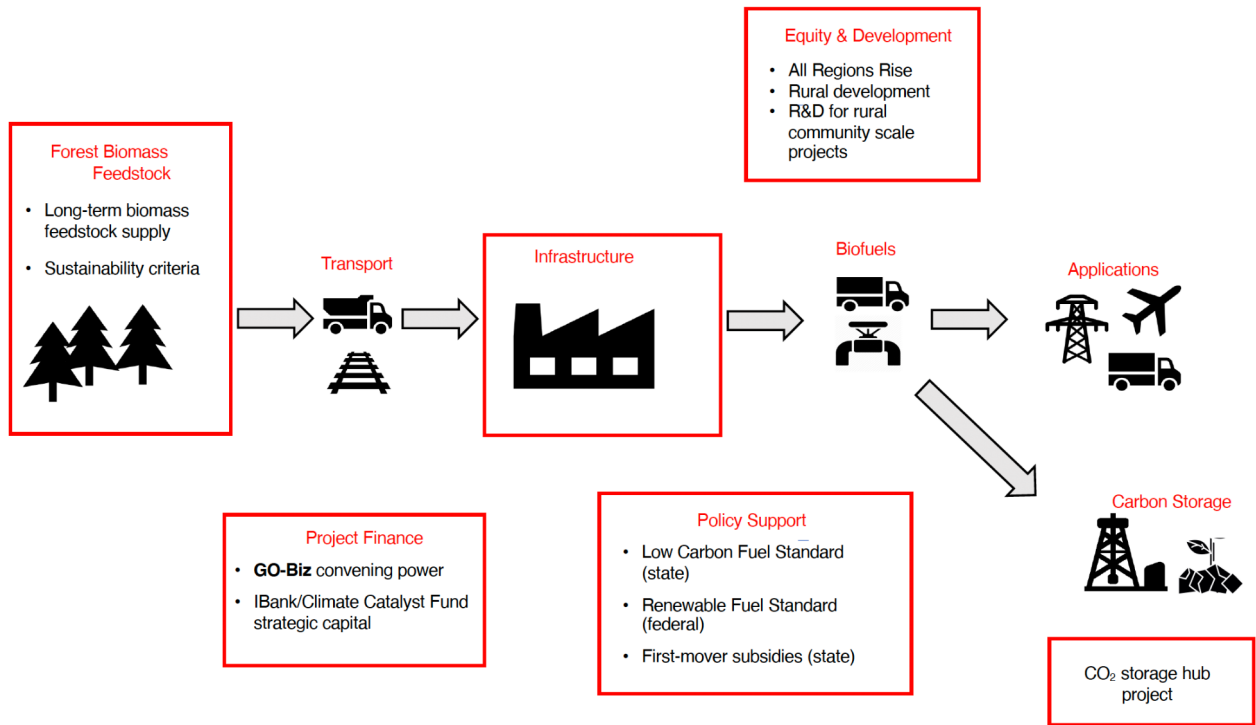 Equity & Development
• All Regions Rise
• Rural development
• R&D for rural
community scale
projects
Forest Biomass
Feedstock
• Long-term biomass
feedstock supply
• Sustainability criteria
Transport
Infrastructure
Biofuels
Applications
Carbon Storage
Project Finance
• GO-Biz convening power
• IBank/Climate Catalyst Fund
strategic capital
Policy Support
• Low Carbon Fuel Standard
(state)
• Renewable Fuel Standard
(federal)
• First-mover subsidies (state)
CO₂ storage hub
project